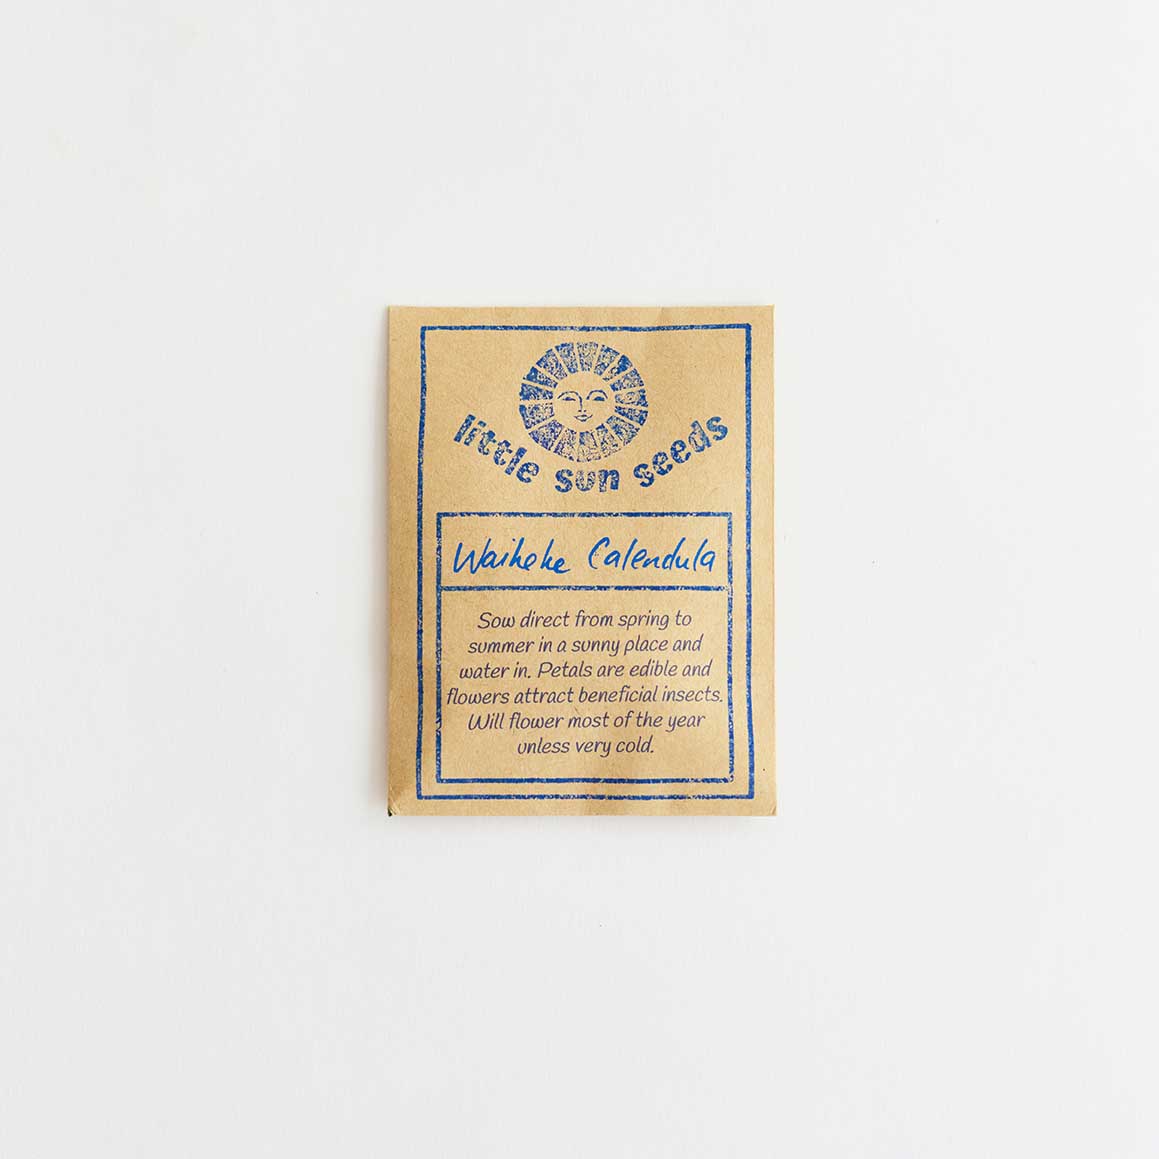 little sun seeds
Waiheke Calendula
Sow direct from spring to
summer in a sunny place and
water in. Petals are edible and
flowers attract beneficial insects.
Will flower most of the year
unless very cold.